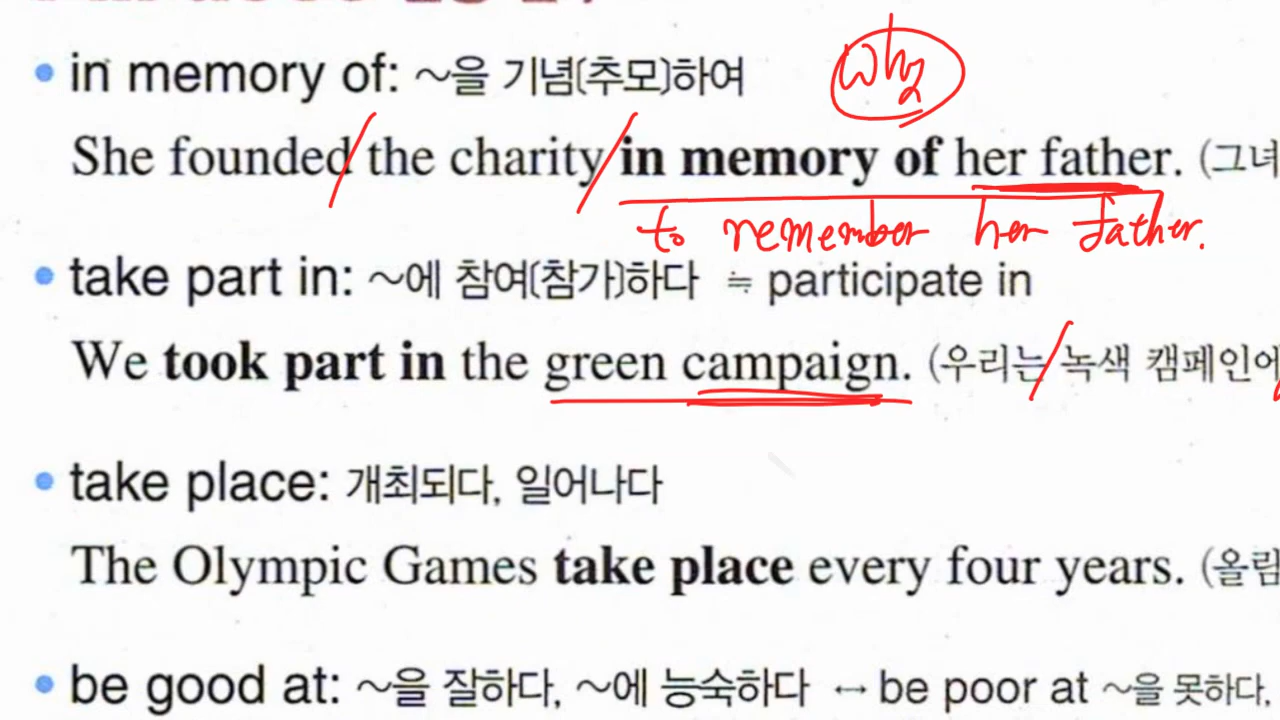 • in memory of: ~을 기념(추모)하여 why
She founded the charity in memory of her father. (그녀
to remember her father.
• take part in: ~에 참여(참가)하다 ≒ participate in
We took part in the green campaign. (우리는 녹색 캠페인에
• take place: 개최되다, 일어나다
The Olympic Games take place every four years. (올림
• be good at: ~을 잘하다, ~에 능숙하다 ↔ be poor at ~을 못하다,